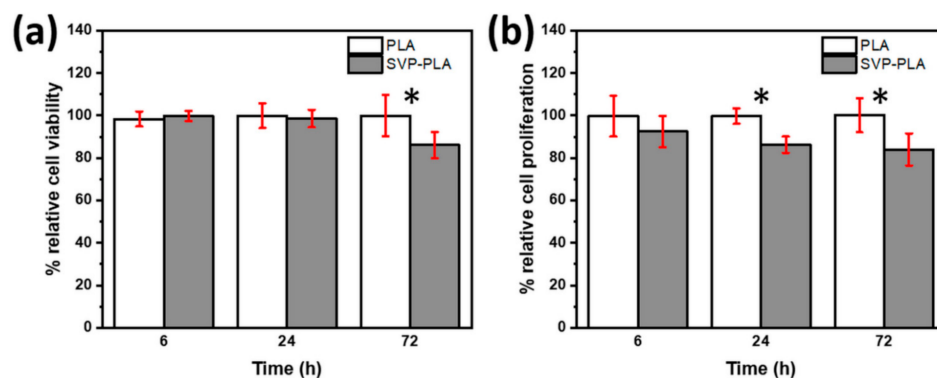 (a)
140
120
100
80
60
40
20
0
% relative cell viability
PLA
SVP-PLA
*
6
24
72
Time (h)
(b)
140
120
100
80
60
40
20
0
% relative cell proliferation
PLA
SVP-PLA
*
*
6
24
72
Time (h)